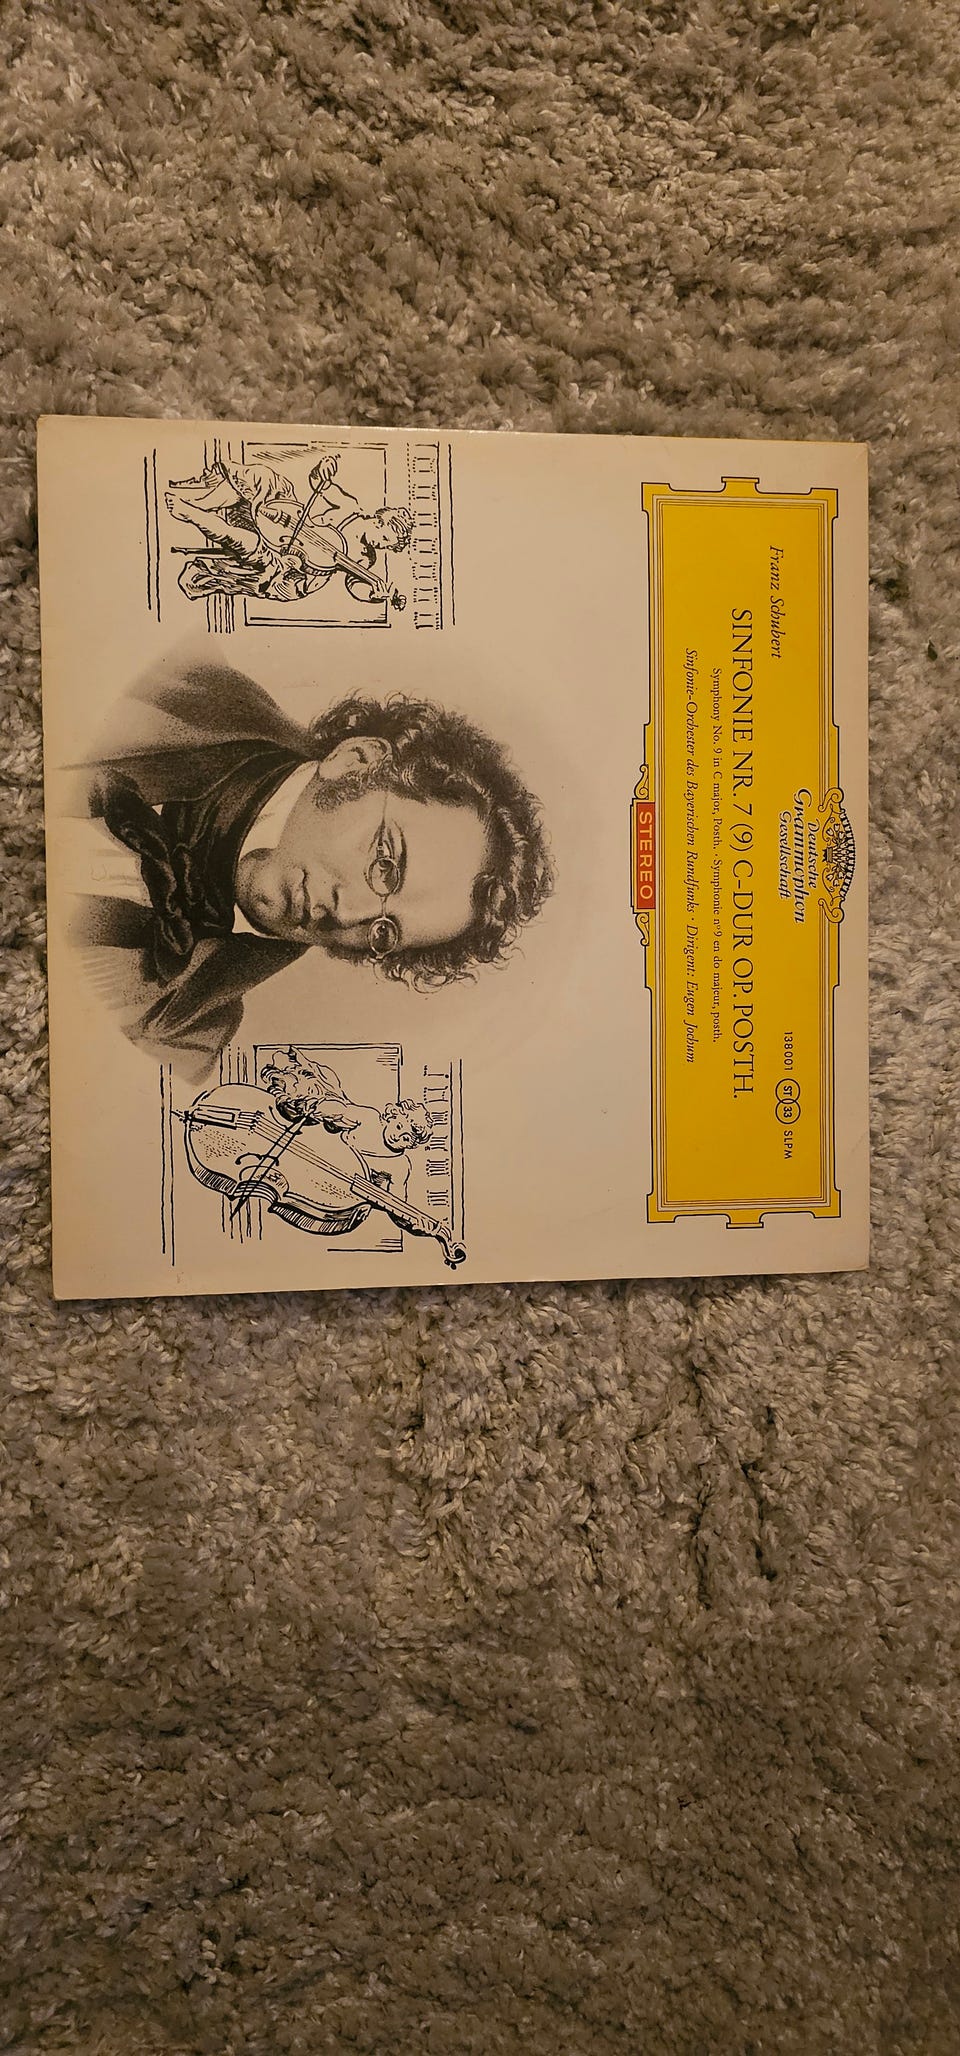 Deutsche
Grammophon
Gesellschaft
138001 ST 33 SLPM
Franz Schubert
SINFONIE NR. 7 (9) C-DUR OP. POSTH.
Symphony No. 9 in C major, Posth. · Symphonie n° 9 en do majeur, posth.
Sinfonie-Orchester des Bayerischen Rundfunks · Dirigent: Eugen Jochum
STEREO